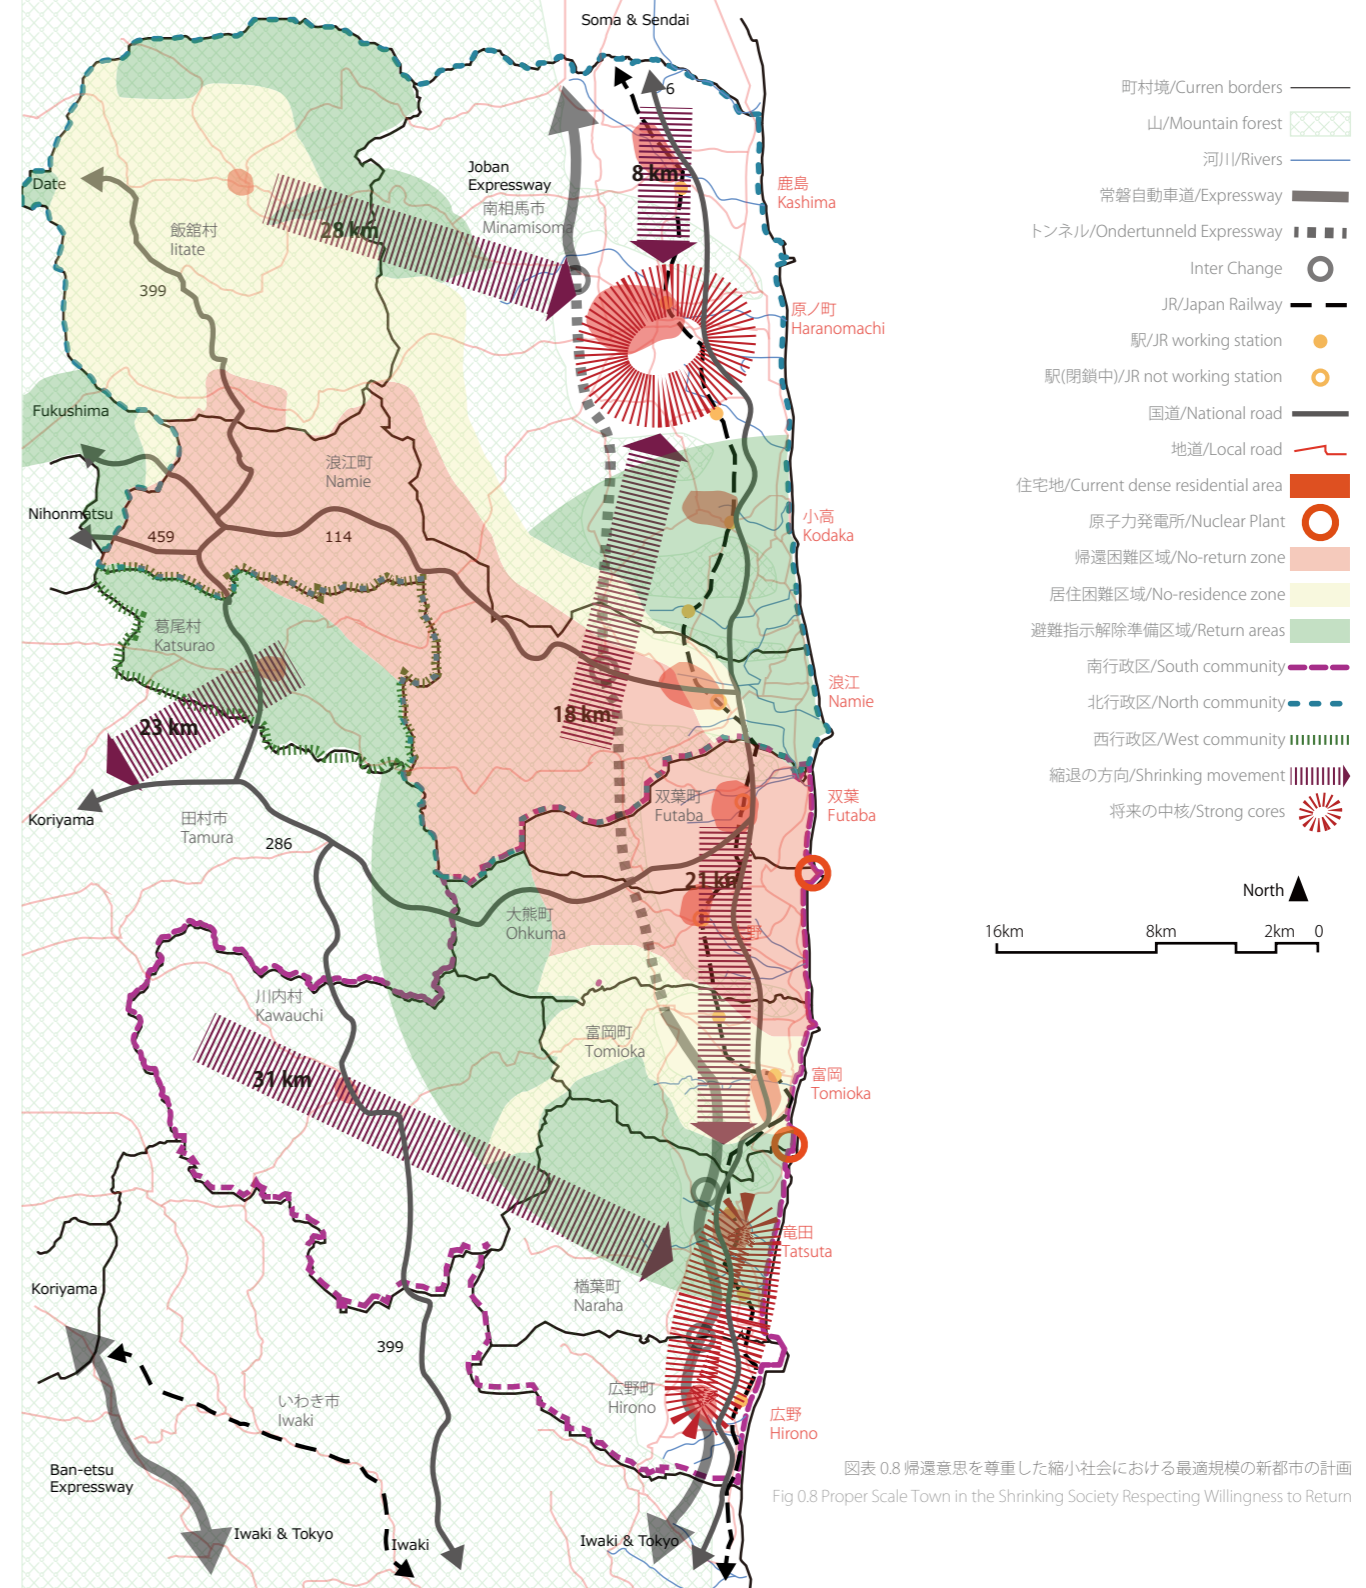 Soma & Sendai
6
Joban
Expressway
南相馬市
Minamisoma
8 km
鹿島
Kashima
Date
飯舘村
Iitate
28 km
399
原ノ町
Haranomachi
Fukushima
浪江町
Namie
Nihonmatsu
459
114
小高
Kodaka
葛尾村
Katsurao
浪江
Namie
23 km
18 km
双葉町
Futaba
双葉
Futaba
Koriyama
田村市
Tamura
286
21 km
大熊町
Ohkuma
野
川内村
Kawauchi
富岡町
Tomioka
31 km
富岡
Tomioka
竜田
Tatsuta
Koriyama
楢葉町
Naraha
399
いわき市
Iwaki
広野町
Hirono
広野
Hirono
Ban-etsu
Expressway
Iwaki & Tokyo
Iwaki
Iwaki & Tokyo
町村境/Curren borders
山/Mountain forest
河川/Rivers
常磐自動車道/Expressway
トンネル/Ondertunneld Expressway
Inter Change
JR/Japan Railway
駅/JR working station
駅(閉鎖中)/JR not working station
国道/National road
地道/Local road
住宅地/Current dense residential area
原子力発電所/Nuclear Plant
帰還困難区域/No-return zone
居住困難区域/No-residence zone
避難指示解除準備区域/Return areas
南行政区/South community
北行政区/North community
西行政区/West community
縮退の方向/Shrinking movement
将来の中核/Strong cores
North
16km 8km 2km 0
図表 0.8 帰還意思を尊重した縮小社会における最適規模の新都市の計画
Fig 0.8 Proper Scale Town in the Shrinking Society Respecting Willingness to Return